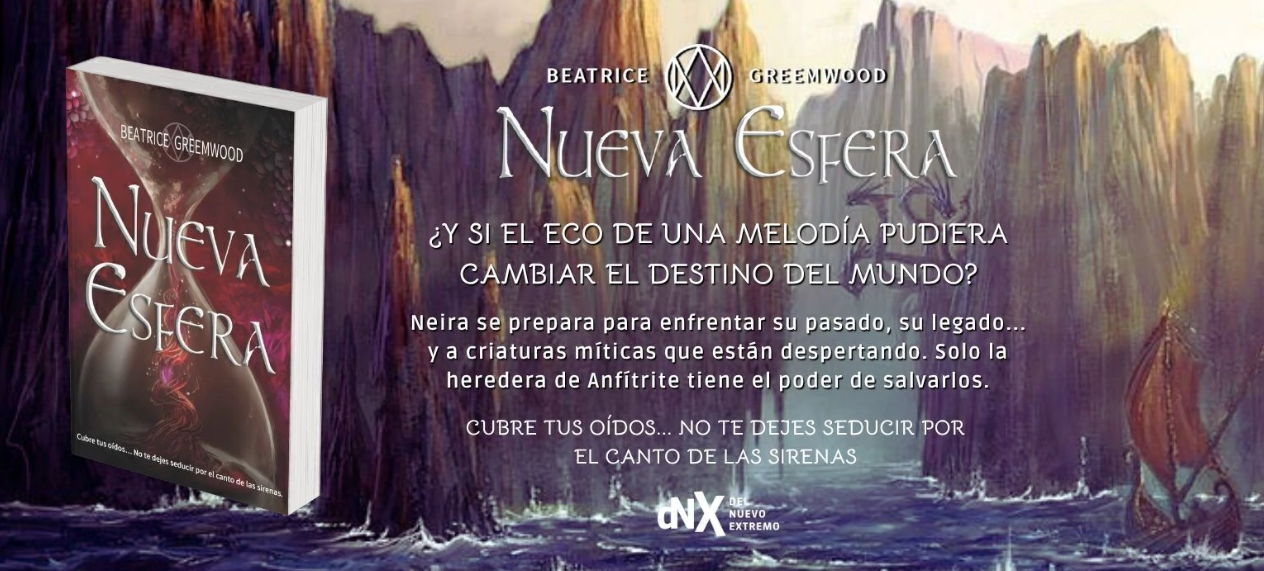 BEATRICE GREEMWOOD
NUEVA
ESFERA
Cubre tus oídos... No te dejes seducir por el canto de las sirenas.
BEATRICE GREEMWOOD
NUEVA ESFERA
¿Y SI EL ECO DE UNA MELODÍA PUDIERA
CAMBIAR EL DESTINO DEL MUNDO?
Neira se prepara para enfrentar su pasado, su legado...
y a criaturas míticas que están despertando. Solo la
heredera de Anfítrite tiene el poder de salvarlos.
CUBRE TUS OÍDOS... NO TE DEJES SEDUCIR POR
EL CANTO DE LAS SIRENAS
dNX DEL
NUEVO
EXTREMO